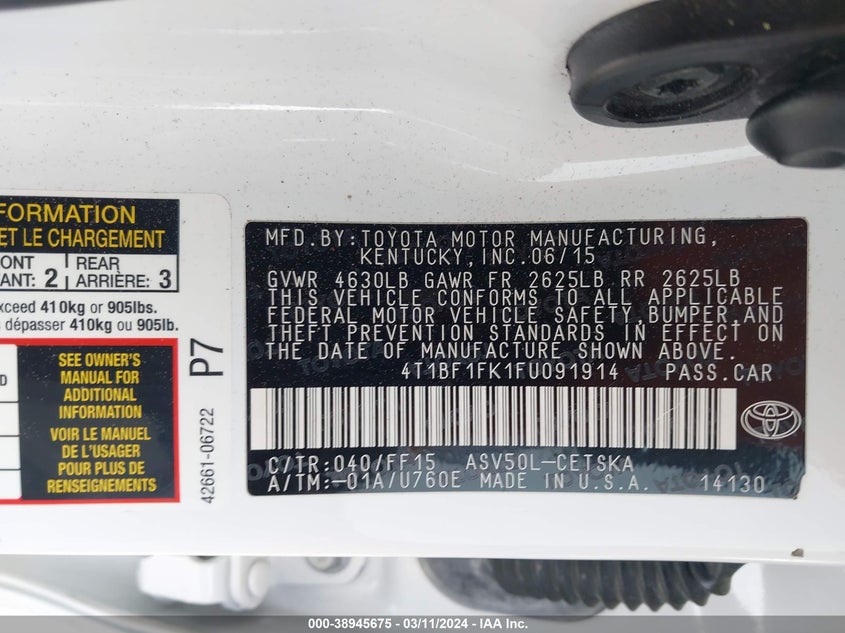 FORMATION
ET LE CHARGEMENT
ONT
ANT: 2
REAR
ARRIÈRE: 3
xceed 410kg or 905lbs.
s dépasser 410kg ou 905lb.
D
SEE OWNER'S
MANUAL FOR
ADDITIONAL
INFORMATION
VOIR LE MANUEL
DE L'USAGER
POUR PLUS DE
RENSEIGNEMENTS
42661-06722 P7
MFD. BY: TOYOTA MOTOR MANUFACTURING,
KENTUCKY, INC. 06/15
GVWR 4630LB GAWR FR 2625LB RR 2625LB
THIS VEHICLE CONFORMS TO ALL APPLICABLE
FEDERAL MOTOR VEHICLE SAFETY, BUMPER, AND
THEFT PREVENTION STANDARDS IN EFFECT ON
THE DATE OF MANUFACTURE SHOWN ABOVE.
4T1BF1FK1FU091914 PASS. CAR
C/TR: 040/FF15 ASV50L-CETSKA
A/TM: -01A/U760E MADE IN U.S.A. 14130
000-38945675 - 03/11/2024 - IAA Inc.